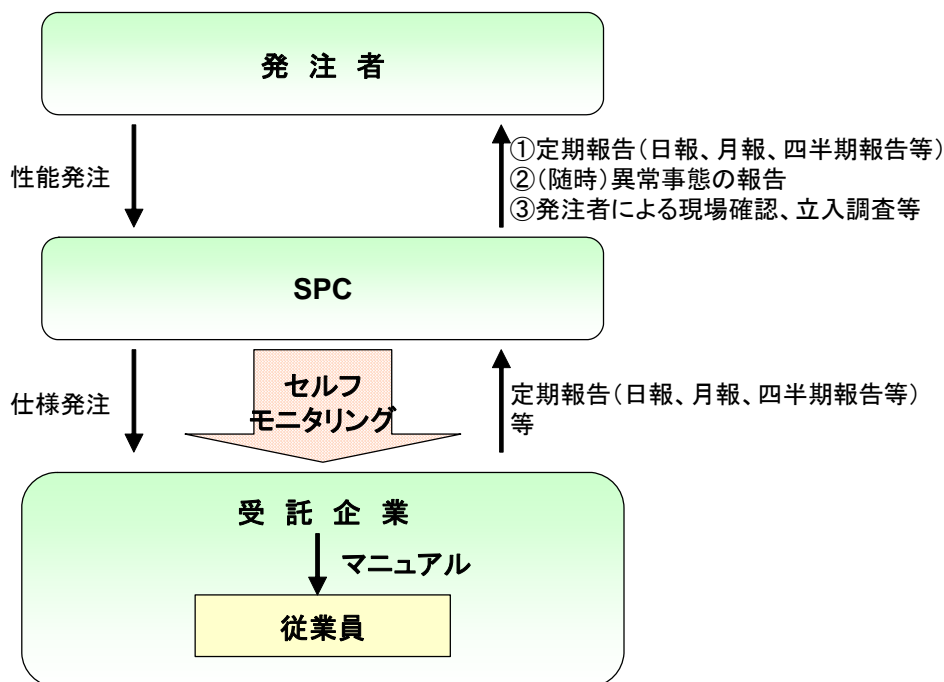 発 注 者
性能発注
①定期報告(日報、月報、四半期報告等)
②(随時)異常事態の報告
③発注者による現場確認、立入調査等
SPC
仕様発注
セルフ
モニタリング
定期報告(日報、月報、四半期報告等)
等
受 託 企 業
マニュアル
従業員